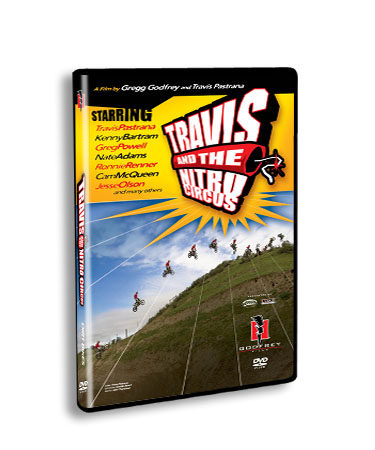 A Film by Gregg Godfrey and Travis Pastrana
STARRING
TravisPastrana
KennyBartram
GregPowell
NateAdams
RonnieRenner
CamMcQueen
JesseOlson
and many others
TRAVIS
AND THE
NITRO
CIRCUS
H
GODFREY
DVD
TRAVIS
AND THE
NITRO CIRCUS
DVD